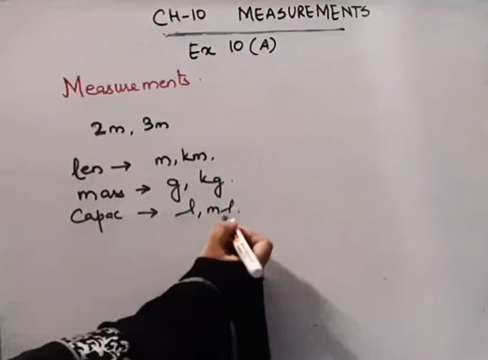 CH-10 MEASUREMENTS
Ex 10 (A)
Measurements.
2m, 3m
len → m, km.
mass → g, kg.
Capac → l, ml.